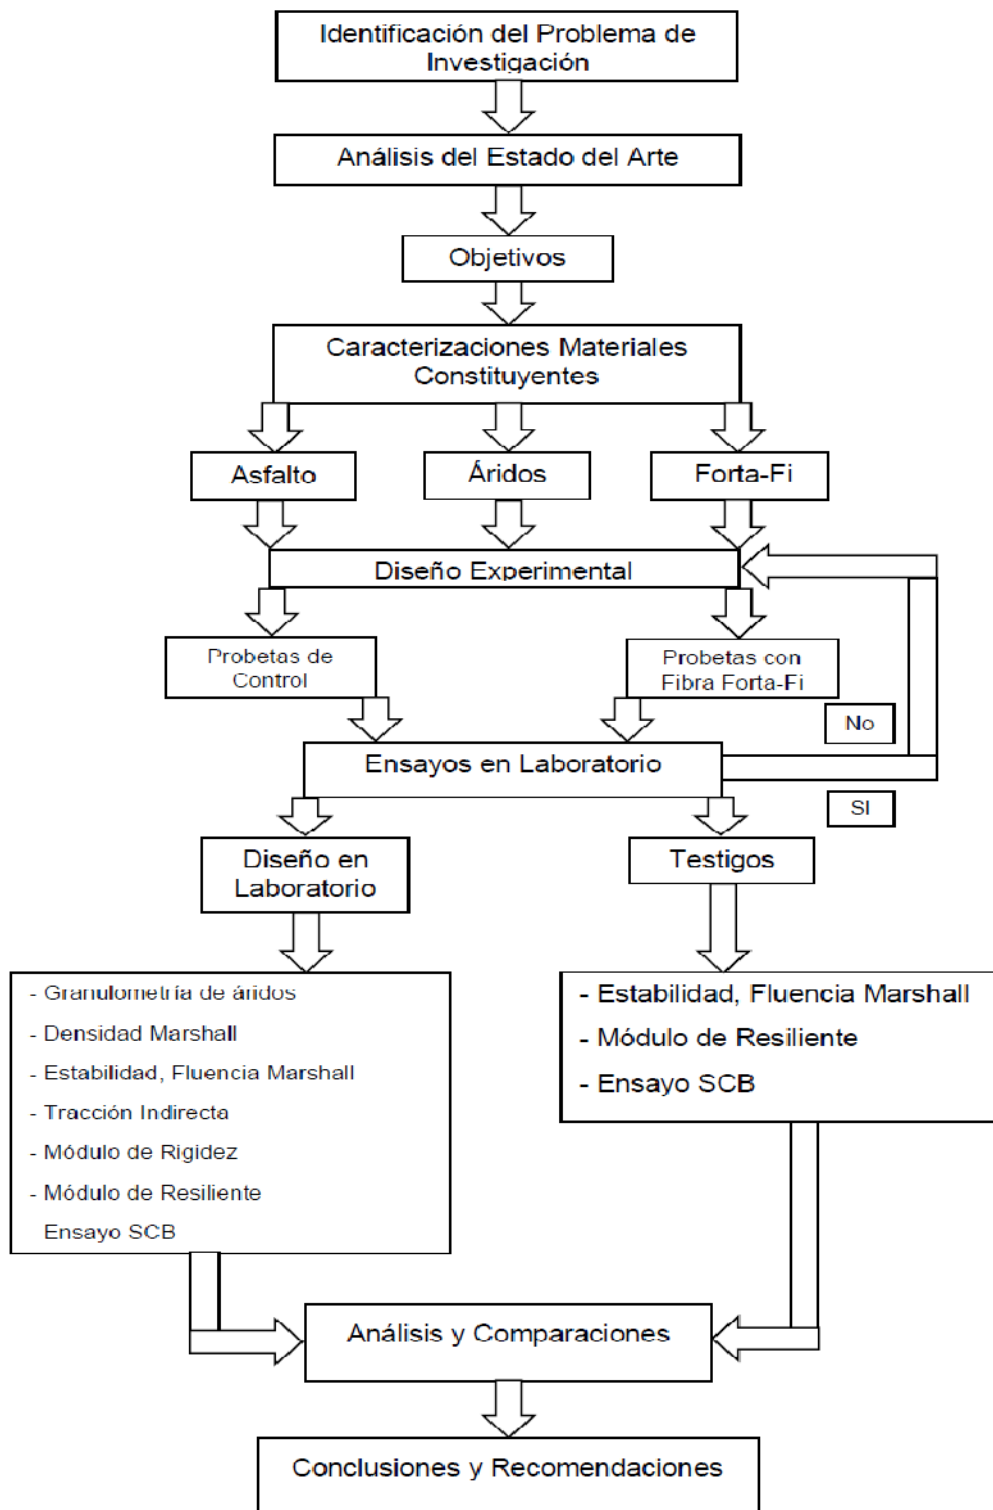 Identificación del Problema de
Investigación
Análisis del Estado del Arte
Objetivos
Caracterizaciones Materiales
Constituyentes
Asfalto
Áridos
Forta-Fi
Diseño Experimental
Probetas de
Control
Probetas con
Fibra Forta-Fi
No
Ensayos en Laboratorio
SI
Diseño en
Laboratorio
Testigos
- Granulometría de áridos
- Densidad Marshall
- Estabilidad, Fluencia Marshall
- Tracción Indirecta
- Módulo de Rigidez
- Módulo de Resiliente
Ensayo SCB
- Estabilidad, Fluencia Marshall
- Módulo de Resiliente
- Ensayo SCB
Análisis y Comparaciones
Conclusiones y Recomendaciones